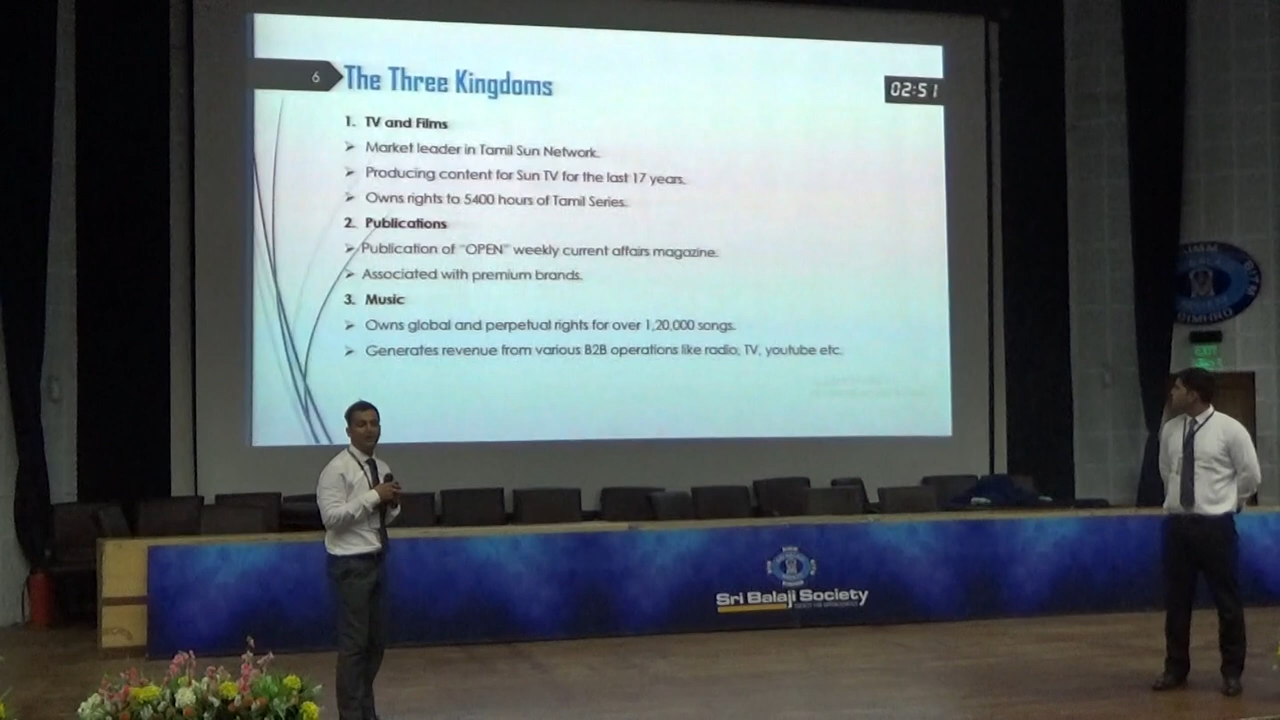 6
The Three Kingdoms
02:51
1. TV and Films
➤ Market leader in Tamil Sun Network.
➤ Producing content for Sun TV for the last 17 years.
➤ Owns rights to 5400 hours of Tamil Series.
2. Publications
➤ Publication of "OPEN" weekly current affairs magazine.
➤ Associated with premium brands.
3. Music
➤ Owns global and perpetual rights for over 1,20,000 songs.
➤ Generates revenue from various B2B operations like radio, TV, youtube etc.
EXIT
Sri Balaji Society